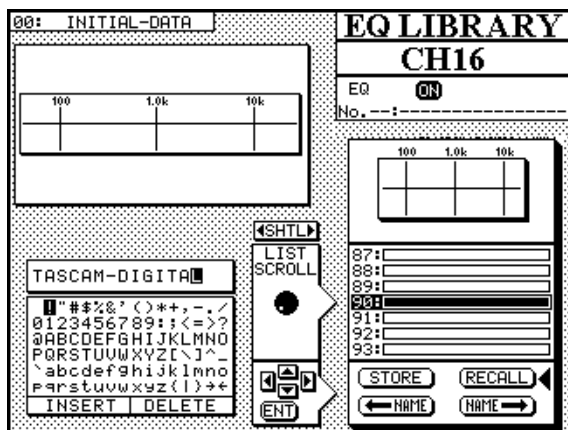 00: INITIAL-DATA
EQ LIBRARY
CH16
EQ ON
No.--:------------------
100 1.0k 10k
100 1.0k 10k
SHTL
LIST
SCROLL
87:
88:
89:
90:
91:
92:
93:
TASCAM-DIGITA
!"#$%&'()*+,-./
0123456789:;<=>?
@ABCDEFGHIJKLMNO
PQRSTUVWXYZ[\]^_
`abcdefghijklmno
pqrstuvwxyz{|}→←
INSERT DELETE
ENT
STORE RECALL
←NAME NAME→